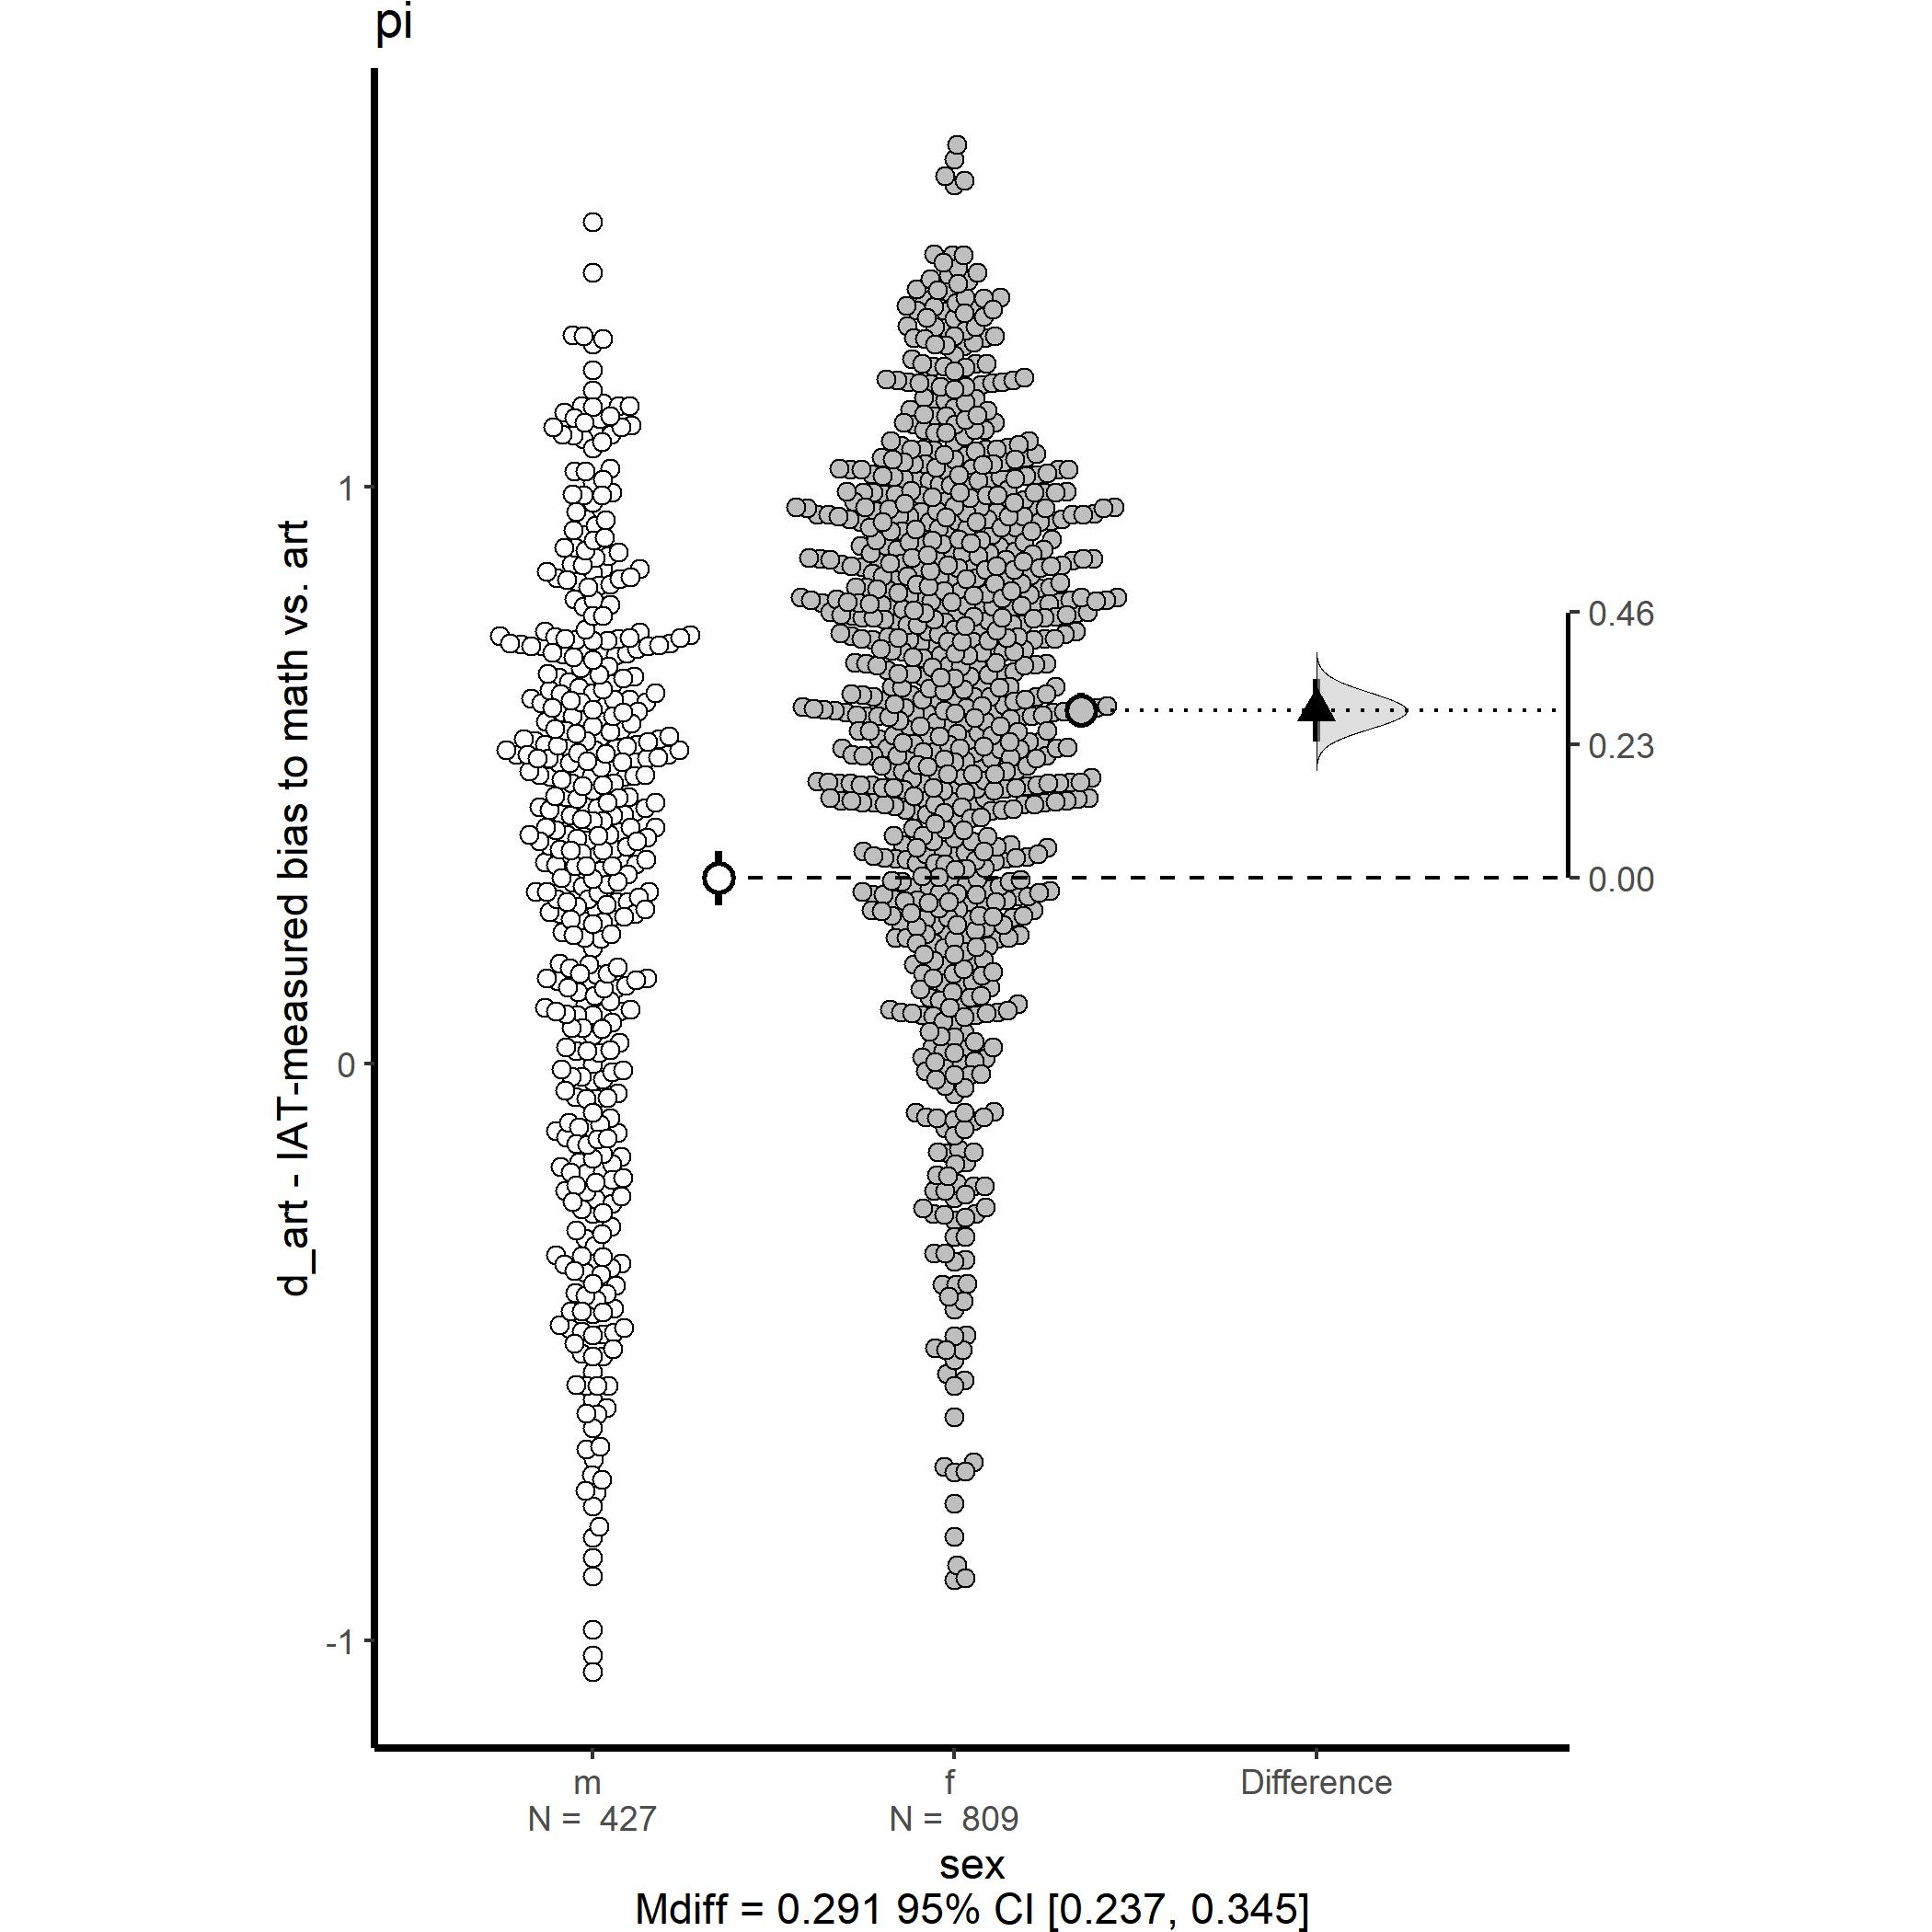 pi
d_art - IAT-measured bias to math vs. art
1
0
-1
0.46
0.23
0.00
m
N =  427
f
N =  809
Difference
sex
Mdiff = 0.291 95% CI [0.237, 0.345]